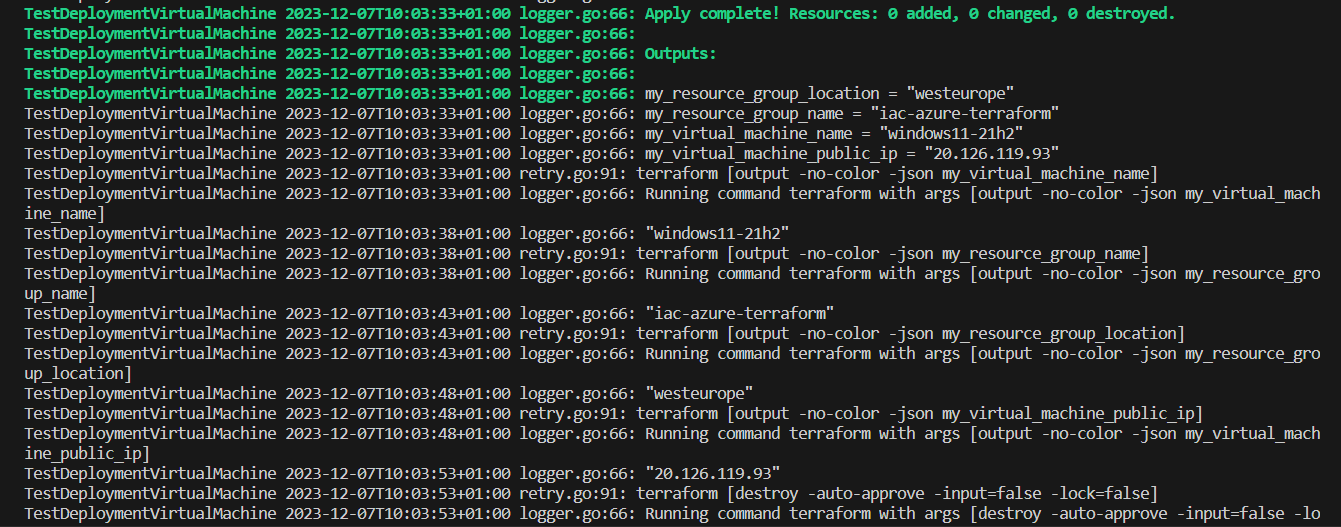 TestDeploymentVirtualMachine 2023-12-07T10:03:33+01:00 logger.go:66: Apply complete! Resources: 0 added, 0 changed, 0 destroyed.
TestDeploymentVirtualMachine 2023-12-07T10:03:33+01:00 logger.go:66:
TestDeploymentVirtualMachine 2023-12-07T10:03:33+01:00 logger.go:66: Outputs:
TestDeploymentVirtualMachine 2023-12-07T10:03:33+01:00 logger.go:66:
TestDeploymentVirtualMachine 2023-12-07T10:03:33+01:00 logger.go:66: my_resource_group_location = "westeurope"
TestDeploymentVirtualMachine 2023-12-07T10:03:33+01:00 logger.go:66: my_resource_group_name = "iac-azure-terraform"
TestDeploymentVirtualMachine 2023-12-07T10:03:33+01:00 logger.go:66: my_virtual_machine_name = "windows11-21h2"
TestDeploymentVirtualMachine 2023-12-07T10:03:33+01:00 logger.go:66: my_virtual_machine_public_ip = "20.126.119.93"
TestDeploymentVirtualMachine 2023-12-07T10:03:33+01:00 retry.go:91: terraform [output -no-color -json my_virtual_machine_name]
TestDeploymentVirtualMachine 2023-12-07T10:03:33+01:00 logger.go:66: Running command terraform with args [output -no-color -json my_virtual_mach
ine_name]
TestDeploymentVirtualMachine 2023-12-07T10:03:38+01:00 logger.go:66: "windows11-21h2"
TestDeploymentVirtualMachine 2023-12-07T10:03:38+01:00 retry.go:91: terraform [output -no-color -json my_resource_group_name]
TestDeploymentVirtualMachine 2023-12-07T10:03:38+01:00 logger.go:66: Running command terraform with args [output -no-color -json my_resource_gro
up_name]
TestDeploymentVirtualMachine 2023-12-07T10:03:43+01:00 logger.go:66: "iac-azure-terraform"
TestDeploymentVirtualMachine 2023-12-07T10:03:43+01:00 retry.go:91: terraform [output -no-color -json my_resource_group_location]
TestDeploymentVirtualMachine 2023-12-07T10:03:43+01:00 logger.go:66: Running command terraform with args [output -no-color -json my_resource_gro
up_location]
TestDeploymentVirtualMachine 2023-12-07T10:03:48+01:00 logger.go:66: "westeurope"
TestDeploymentVirtualMachine 2023-12-07T10:03:48+01:00 retry.go:91: terraform [output -no-color -json my_virtual_machine_public_ip]
TestDeploymentVirtualMachine 2023-12-07T10:03:48+01:00 logger.go:66: Running command terraform with args [output -no-color -json my_virtual_mach
ine_public_ip]
TestDeploymentVirtualMachine 2023-12-07T10:03:53+01:00 logger.go:66: "20.126.119.93"
TestDeploymentVirtualMachine 2023-12-07T10:03:53+01:00 retry.go:91: terraform [destroy -auto-approve -input=false -lock=false]
TestDeploymentVirtualMachine 2023-12-07T10:03:53+01:00 logger.go:66: Running command terraform with args [destroy -auto-approve -input=false -lo